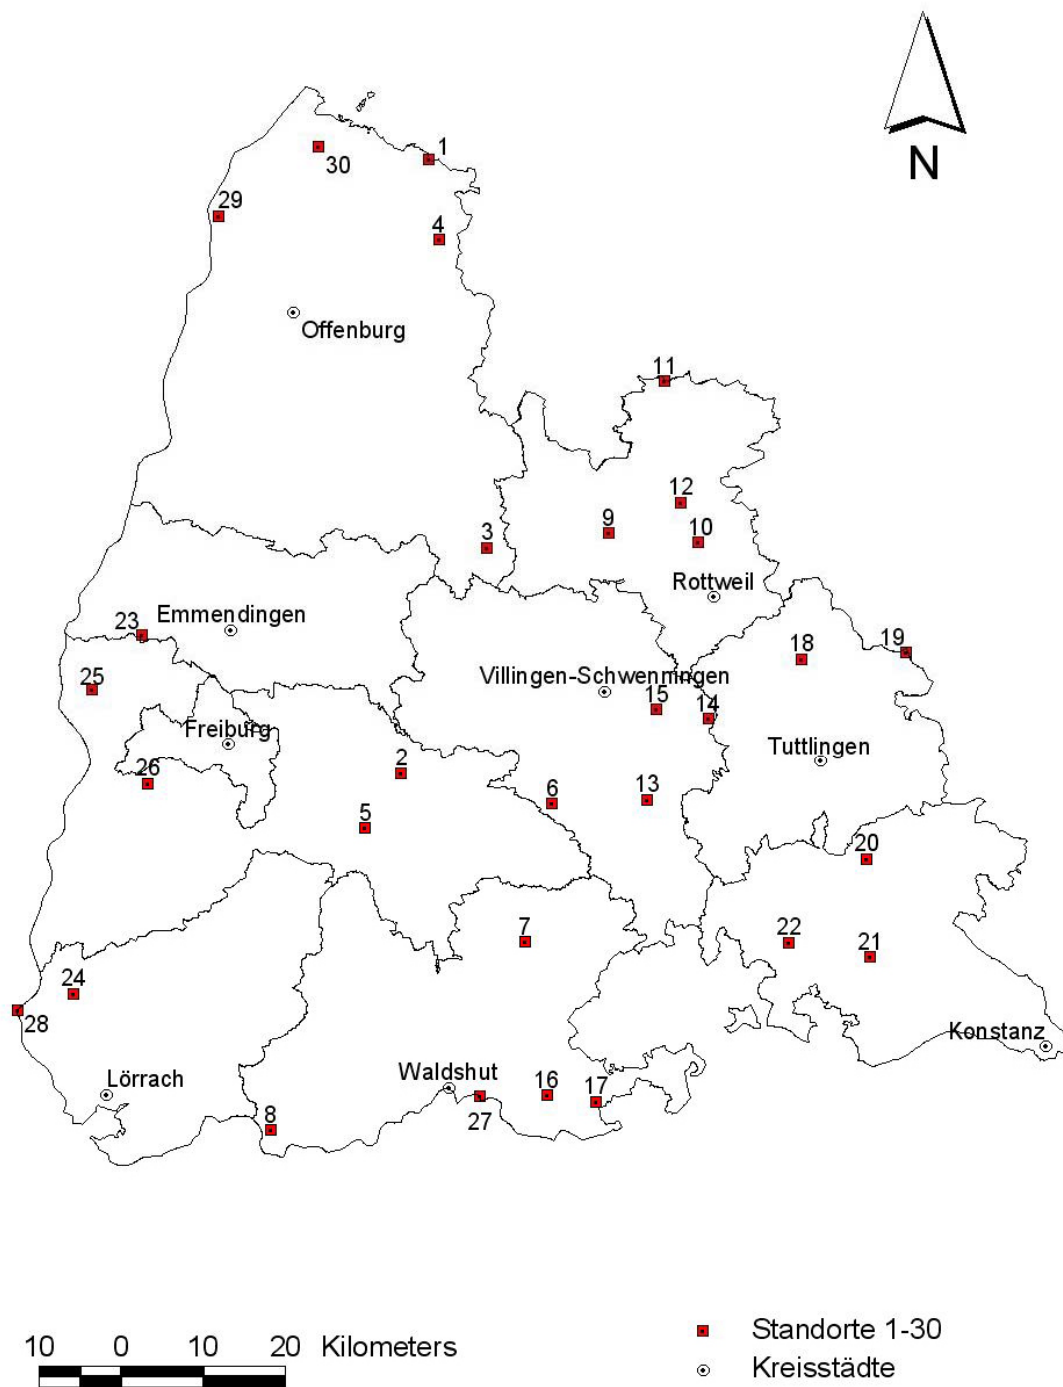 N
1
30
29
4
Offenburg
11
12
9
10
3
Rottweil
Emmendingen
23
18
19
25
Villingen-Schwenningen
15
14
Freiburg
Tuttlingen
26
2
6
13
5
20
7
22
21
24
28
Konstanz
Lörrach
Waldshut
16
17
8
27
10 0 10 20 Kilometers
Standorte 1-30
Kreisstädte